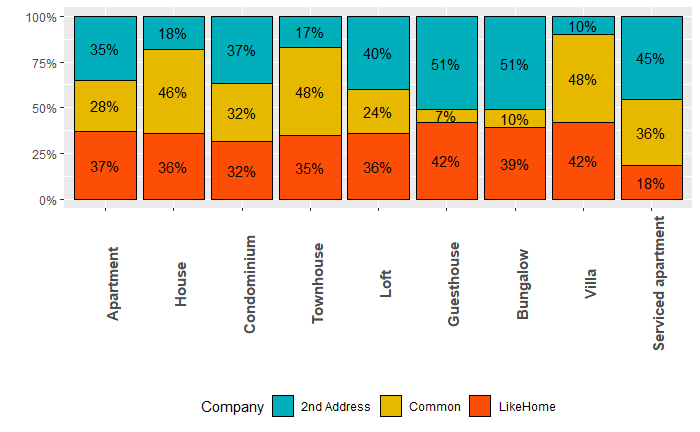 100%
75%
50%
25%
0%
35% 18% 37% 17% 40% 51% 51% 10% 45%
28% 46% 32% 48% 24% 7% 10% 48% 36%
37% 36% 32% 35% 36% 42% 39% 42% 18%
Apartment
House
Condominium
Townhouse
Loft
Guesthouse
Bungalow
Villa
Serviced apartment
Company 2nd Address Common LikeHome